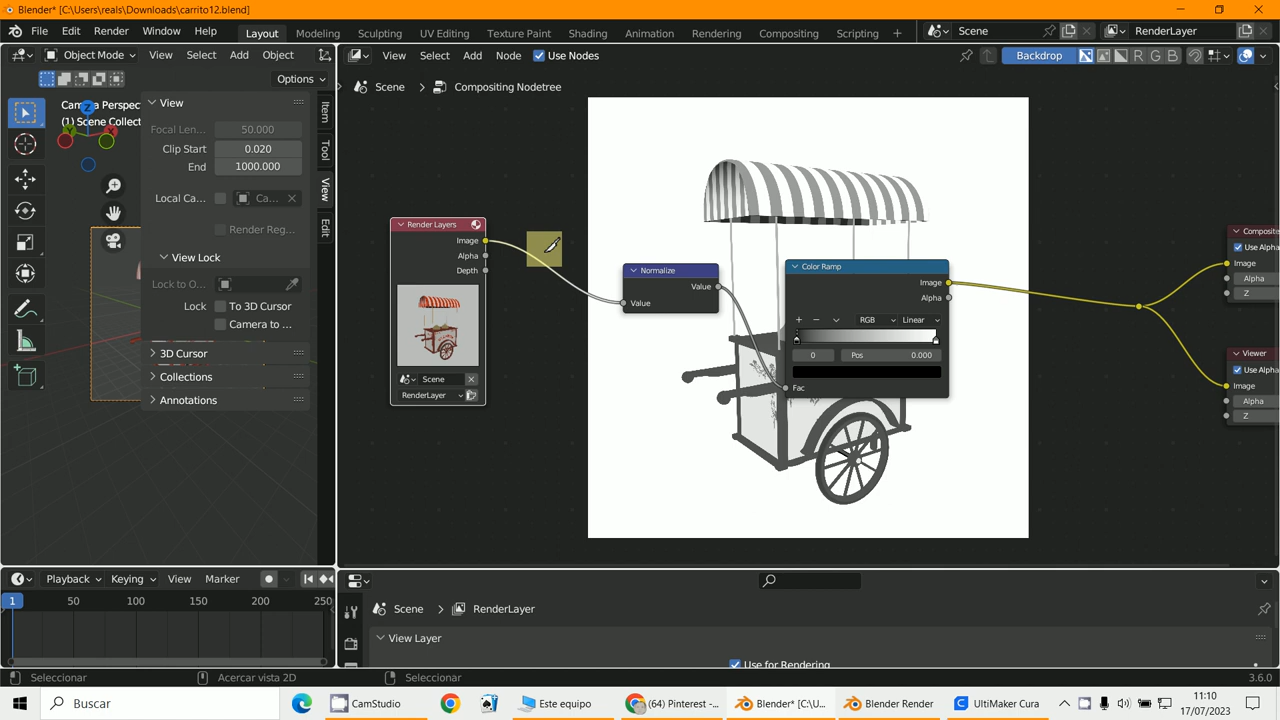 Blender* [C:\Users\reals\Downloads\carrito12.blend]
File Edit Render Window Help Layout Modeling Sculpting UV Editing Texture Paint Shading Animation Rendering Compositing Scripting + Scene RenderLayer
Object Mode View Select Add Object
View Select Add Node Use Nodes Backdrop R G B
Options
Scene > Compositing Nodetree
Camera Perspec
(1) Scene Collect
Z
View
Focal Len... 50.000
Clip Start 0.020
End 1000.000
Local Ca... Ca...
Render Reg...
View Lock
Lock to O...
Lock To 3D Cursor
Camera to ...
3D Cursor
Collections
Annotations
Item
Tool
View
Edit
Render Layers
Image
Alpha
Depth
Scene
RenderLayer
Normalize
Value
Value
Color Ramp
Image
Alpha
RGB Linear
0 Pos 0.000
Fac
Composite
Use Alpha
Image
Alpha
Z
Viewer
Use Alpha
Image
Alpha
Z
Playback Keying View Marker
1 50 100 150 200 250
Scene > RenderLayer
View Layer
Use for Rendering
Seleccionar Acercar vista 2D Seleccionar 3.6.0
Buscar CamStudio Este equipo (64) Pinterest -... Blender* [C:\U... Blender Render UltiMaker Cura
11:10
17/07/2023